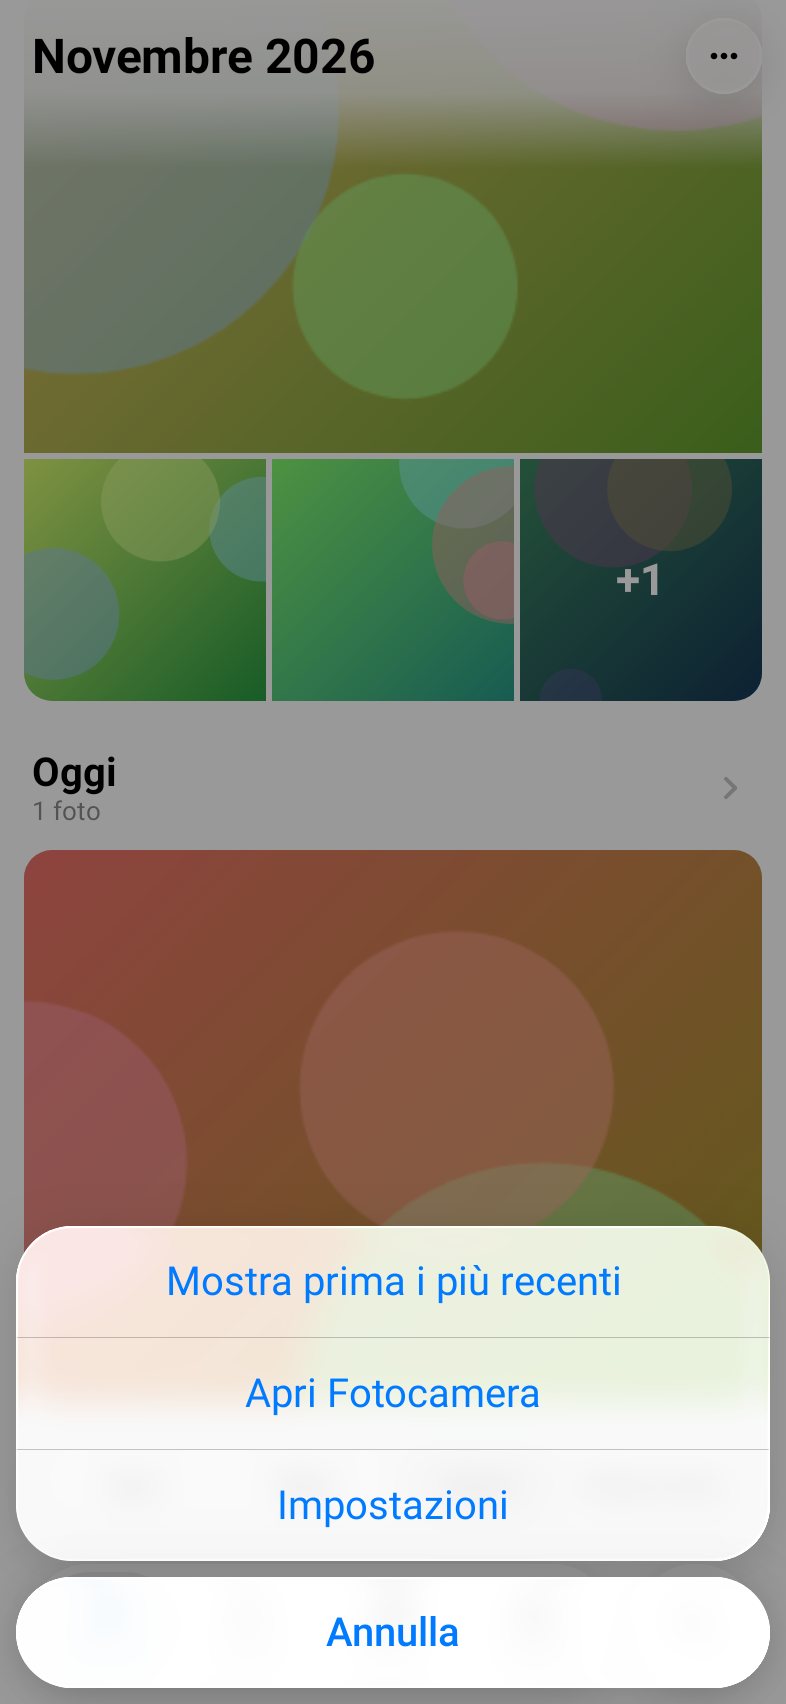 Novembre 2026
+1
Oggi
1 foto
Mostra prima i più recenti
Apri Fotocamera
Impostazioni
Annulla